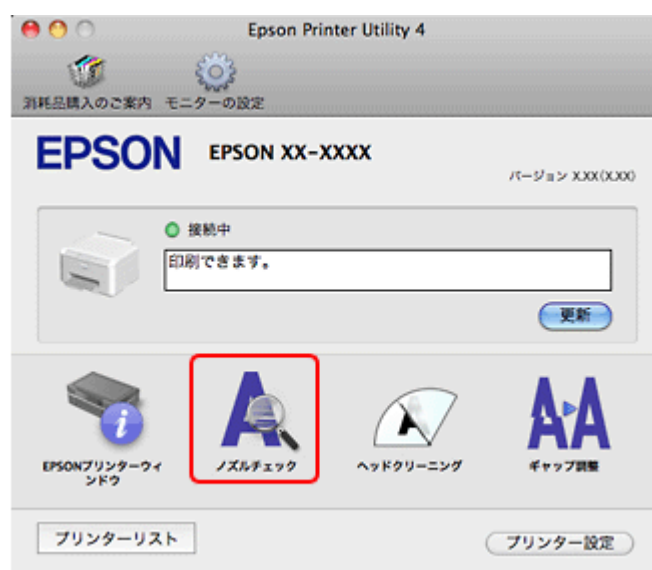 Epson Printer Utility 4
消耗品購入のご案内 モニターの設定
EPSON EPSON XX-XXXX
バージョン X.XX (X.XX)
接続中
印刷できます。
更新
EPSONプリンターウィ
ンドウ
ノズルチェック
ヘッドクリーニング
ギャップ調整
プリンターリスト
プリンター設定